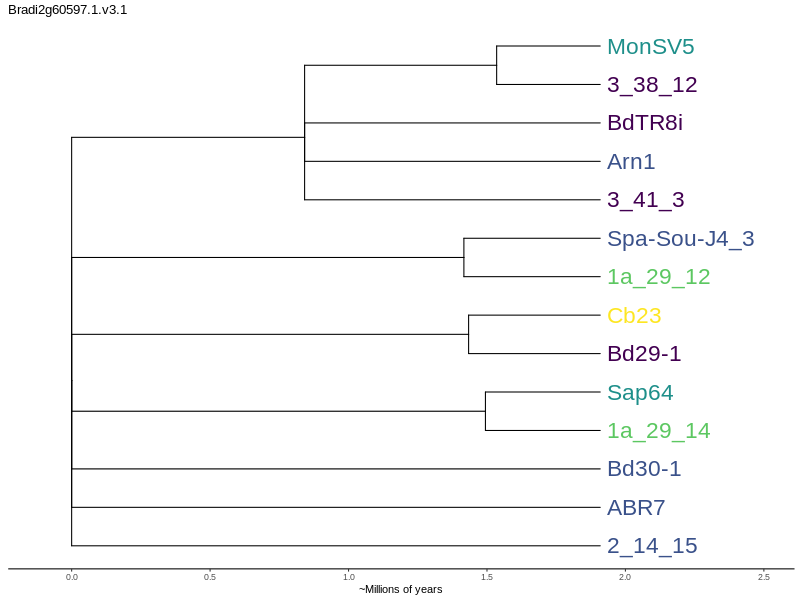 Bradi2g60597.1.v3.1
MonSV5
3_38_12
BdTR8i
Arn1
3_41_3
Spa-Sou-J4_3
1a_29_12
Cb23
Bd29-1
Sap64
1a_29_14
Bd30-1
ABR7
2_14_15
0.0 0.5 1.0 1.5 2.0 2.5
~Millions of years